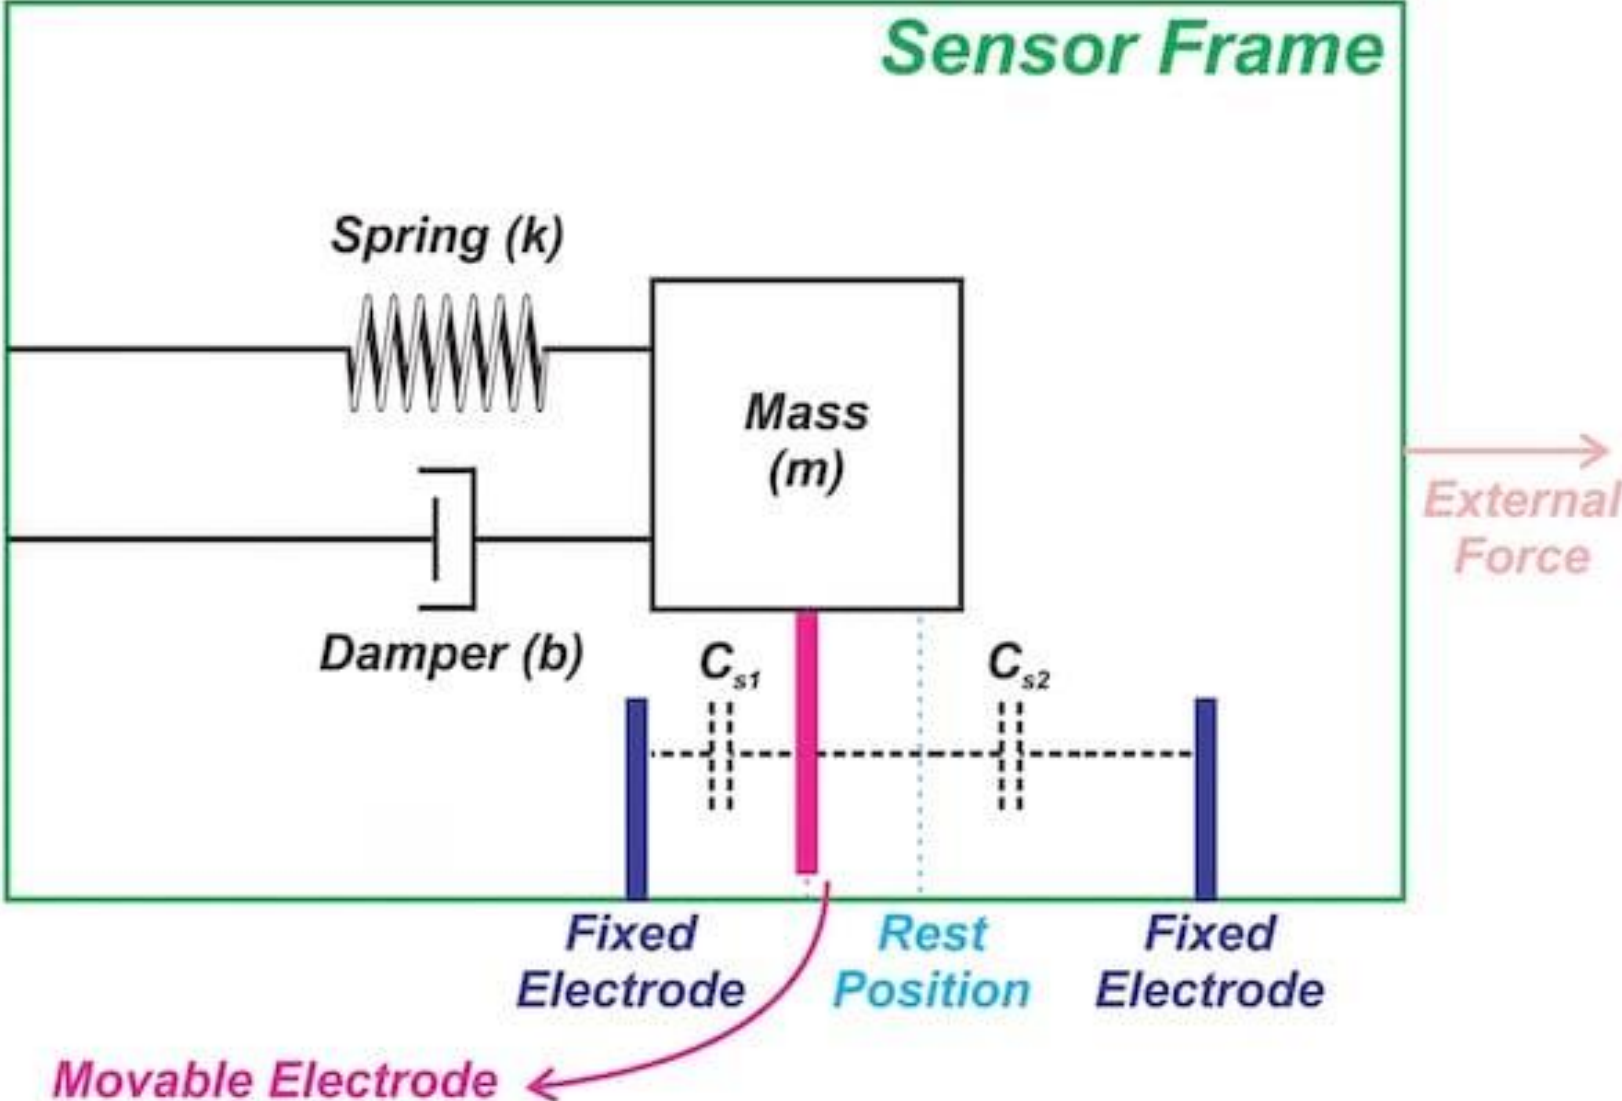 Sensor Frame
Spring (k)
Mass
(m)
External
Force
Damper (b)
Cs1
Cs2
Fixed
Electrode
Rest
Position
Fixed
Electrode
Movable Electrode